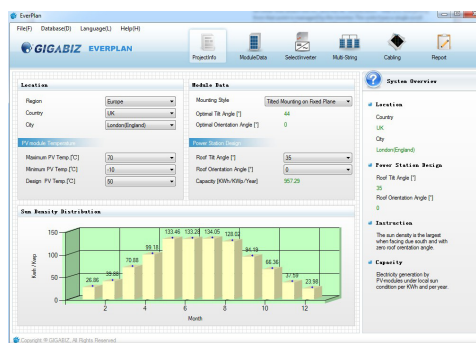 EverPlan
File(F) Database(D) Language(L) Help(H)
GIGABIZ EVERPLAN
ProjectInfo ModuleData SelectInverter Multi-String Cabling Report
Location
Region Europe
Country UK
City London(England)
PV module Temperature
Maximum PV Temp.[℃] 70
Minimum PV Temp.[℃] -10
Design PV Temp.[℃] 50
Module Data
Mounting Style Tilted Mounting on Fixed Plane
Optimal Tilt Angle [°] 44
Optimal Orientation Angle [°] 0
Power Station Design
Roof Tilt Angle [°] 35
Roof Orientation Angle [°] 0
Capacity [KWh/KWp/Year] 957.29
Sun Density Distribution
Kwh / Kwp
150
100
50
0
26.86 39.88 70.88 99.18 133.46 133.28 134.05 128.02 94.19 66.36 37.59 23.98
2 4 6 8 10 12
Month
System Overview
Location
Country
UK
City
London(England)
Power Station Design
Roof Tilt Angle [°]
35
Roof Orientation Angle [°]
0
Instruction
The sun density is the largest
when facing due south and with
zero roof orientation angle.
Capacity
Electricity generation by
PV-modules under local sun
condition per KWh and per year.
Copyright © GIGABIZ. All Rights Reserved